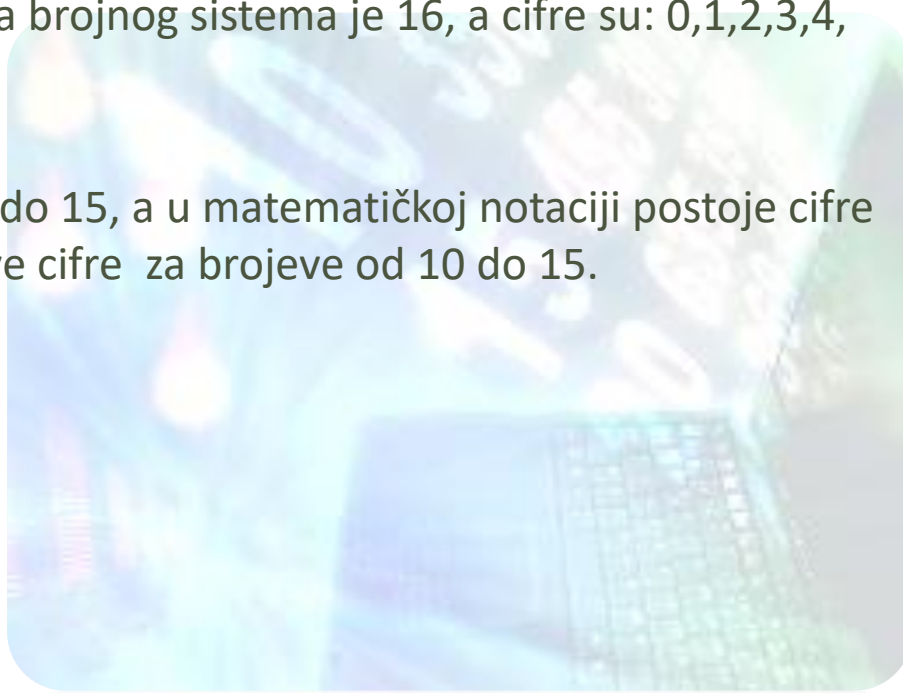 a brojnog sistema je 16, a cifre su: 0,1,2,3,4,
do 15, a u matematičkoj notaciji postoje cifre
e cifre za brojeve od 10 do 15.